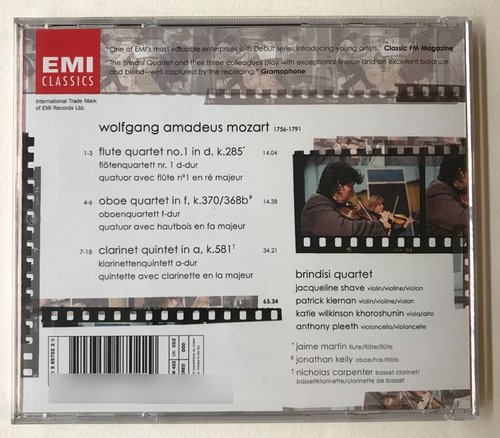 "One of EMI's most valuable enterprises is its Debut series introducing young artists." Classic FM Magazine
"The Brindisi Quartet and their three colleagues play with exceptional finesse and an excellent balance
and blend–well captured by the recording." Gramophone
EMI
CLASSICS
International Trade Mark
of EMI Records Ltd.
wolfgang amadeus mozart 1756-1791
1-3 flute quartet no.1 in d, k.285* 14.04
flötenquartett nr. 1 d-dur
quatuor avec flûte n°1 en ré majeur
4-6 oboe quartet in f, k.370/368b# 14.38
oboenquartett f-dur
quatuor avec hautbois en fa majeur
7-18 clarinet quintet in a, k.581† 34.21
klarinettenquintett a-dur
quintette avec clarinette en la majeur
63.34
brindisi quartet
jacqueline shave violin/violine/violon
patrick kiernan violin/violine/violon
katie wilkinson khoroshunin viola/alto
anthony pleeth violoncello/violoncelle
* jaime martin flute/flöte/flûte
# jonathan kelly oboe/hautbois
† nicholas carpenter basset clarinet/
bassettklarinette/clarinette de basset